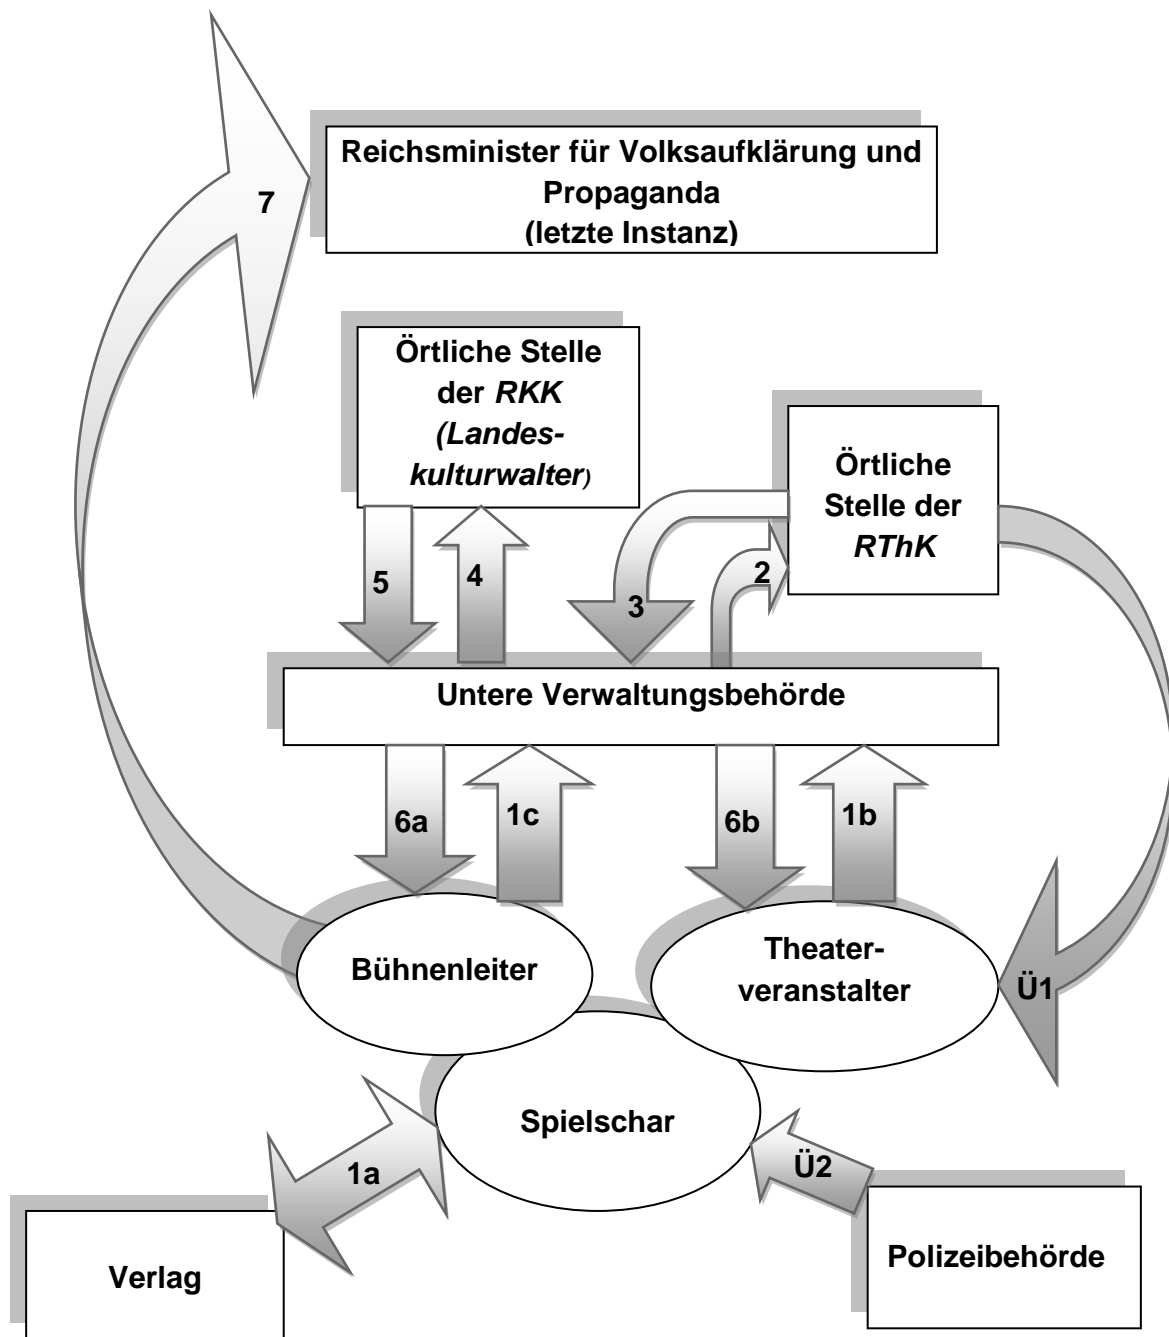 Reichsminister für Volksaufklärung und
Propaganda
(letzte Instanz)
7
Örtliche Stelle
der RKK
(Landes-
kulturwalter)
Örtliche
Stelle der
RThK
5
4
3
2
Untere Verwaltungsbehörde
6a
1c
6b
1b
Bühnenleiter
Theater-
veranstalter
Ü1
Spielschar
1a
Ü2
Verlag
Polizeibehörde